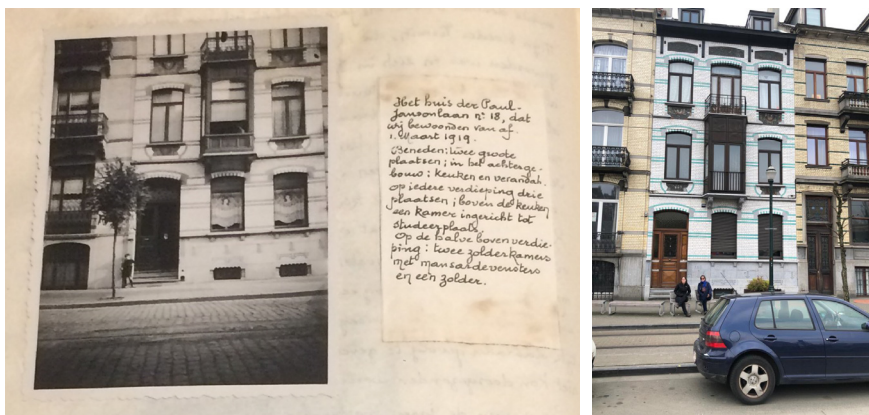 Het huis der Paul-
Jansonlaan nr 18, dat
wij bewoonden van af
1 Maart 1919.
Beneden: twee groote
plaatsen; in het achterge-
bouw: keuken en verandah.
op iedere verdieping drie
plaatsen; boven de keuken
een kamer ingericht tot
studeerplaats.
Op de halve bovenverdie-
ping: twee zolderkamers
met mansardevensters
en een zolder.